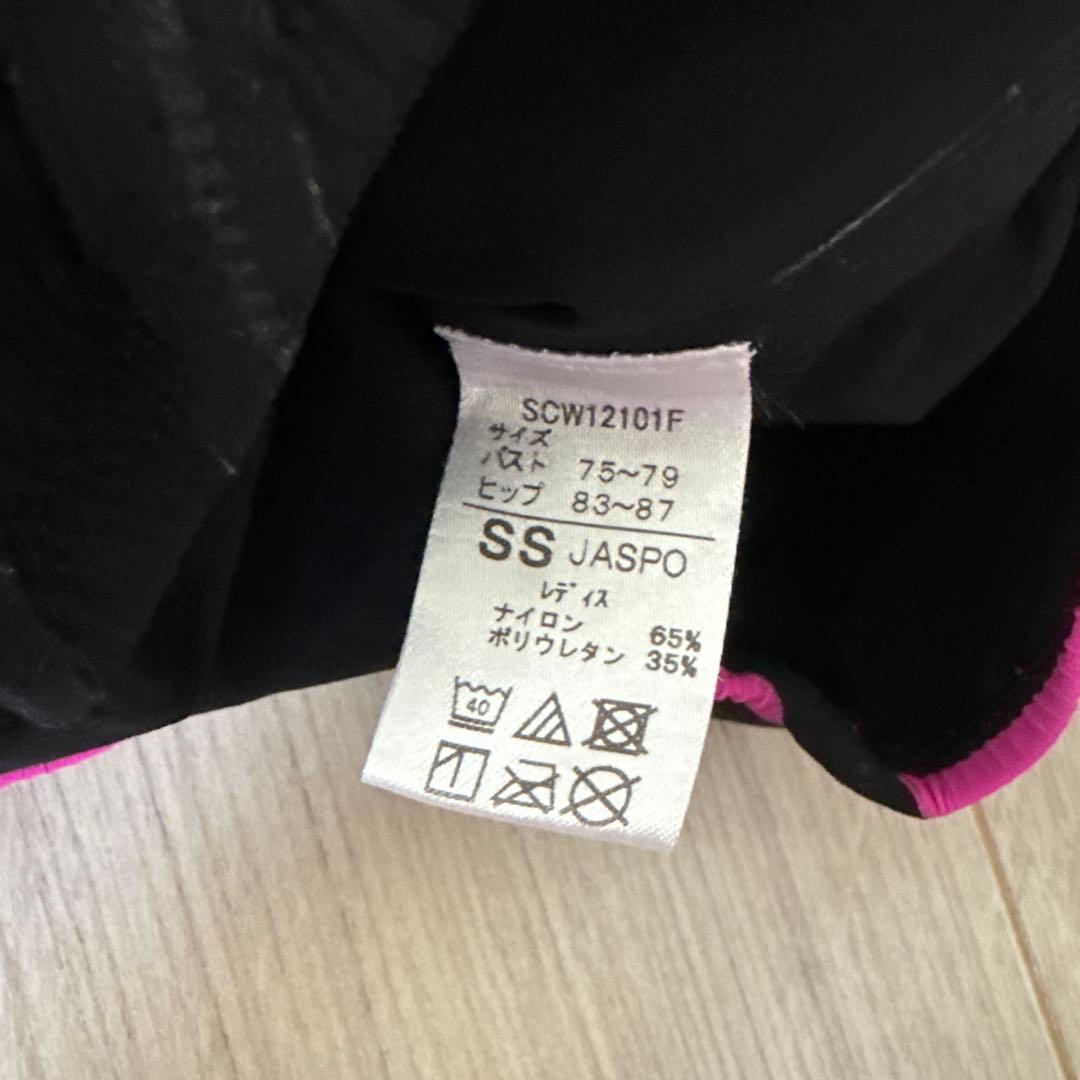 SCW12101F
サイズ
バスト 75~79
ヒップ 83~87
SS JASPO
レディス
ナイロン 65%
ポリウレタン 35%
40